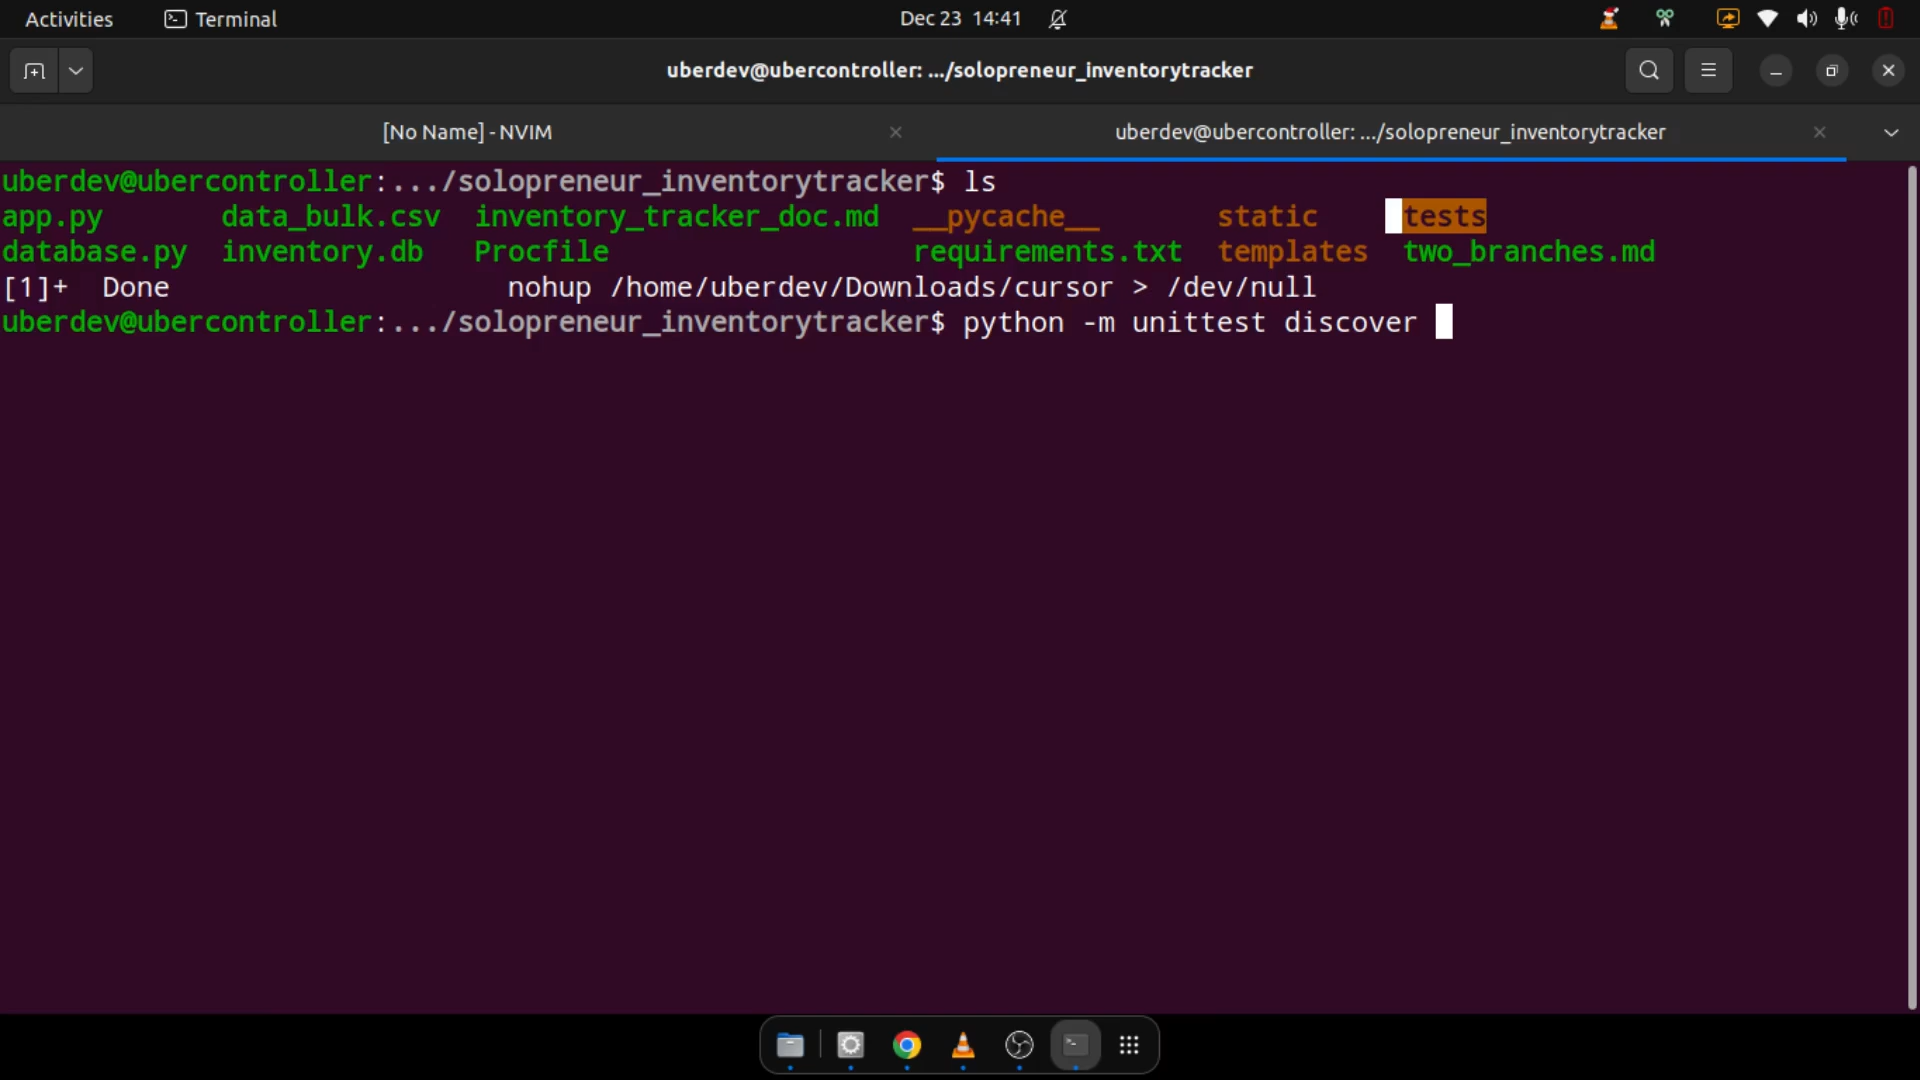 Activities Terminal Dec 23 14:41
uberdev@ubercontroller: .../solopreneur_inventorytracker
[No Name] - NVIM uberdev@ubercontroller: .../solopreneur_inventorytracker
uberdev@ubercontroller:.../solopreneur_inventorytracker$ ls
app.py data_bulk.csv inventory_tracker_doc.md __pycache__ static tests
database.py inventory.db Procfile requirements.txt templates two_branches.md
[1]+ Done nohup /home/uberdev/Downloads/cursor > /dev/null
uberdev@ubercontroller:.../solopreneur_inventorytracker$ python -m unittest discover